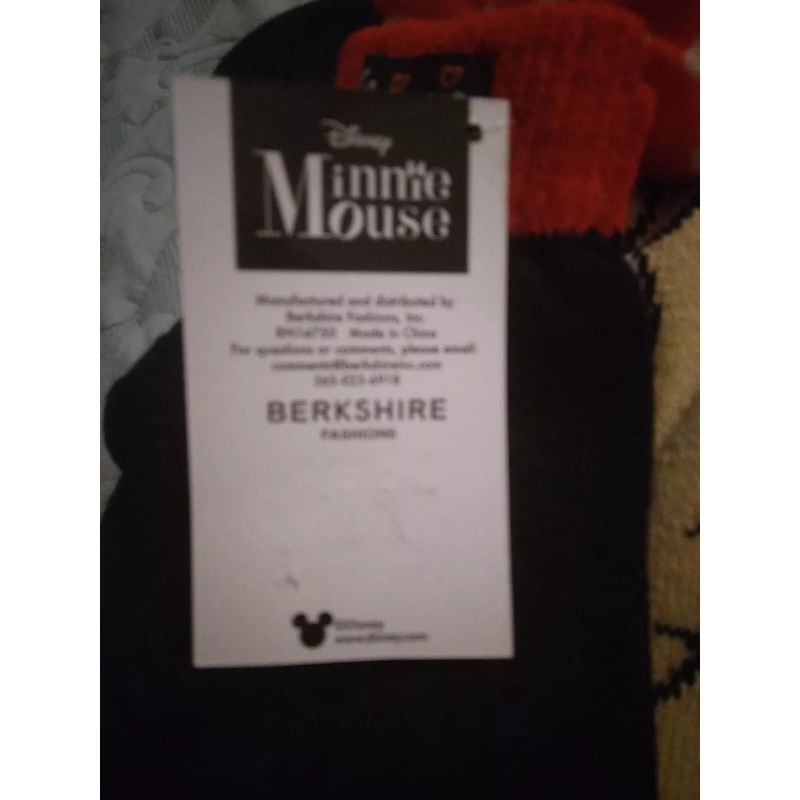 Disney
Minnie
Mouse
Manufactured and distributed by
Berkshire Fashions, Inc.
Made in China
For questions or comments, please email:
BERKSHIRE
FASHIONS
©Disney
www.disney.com